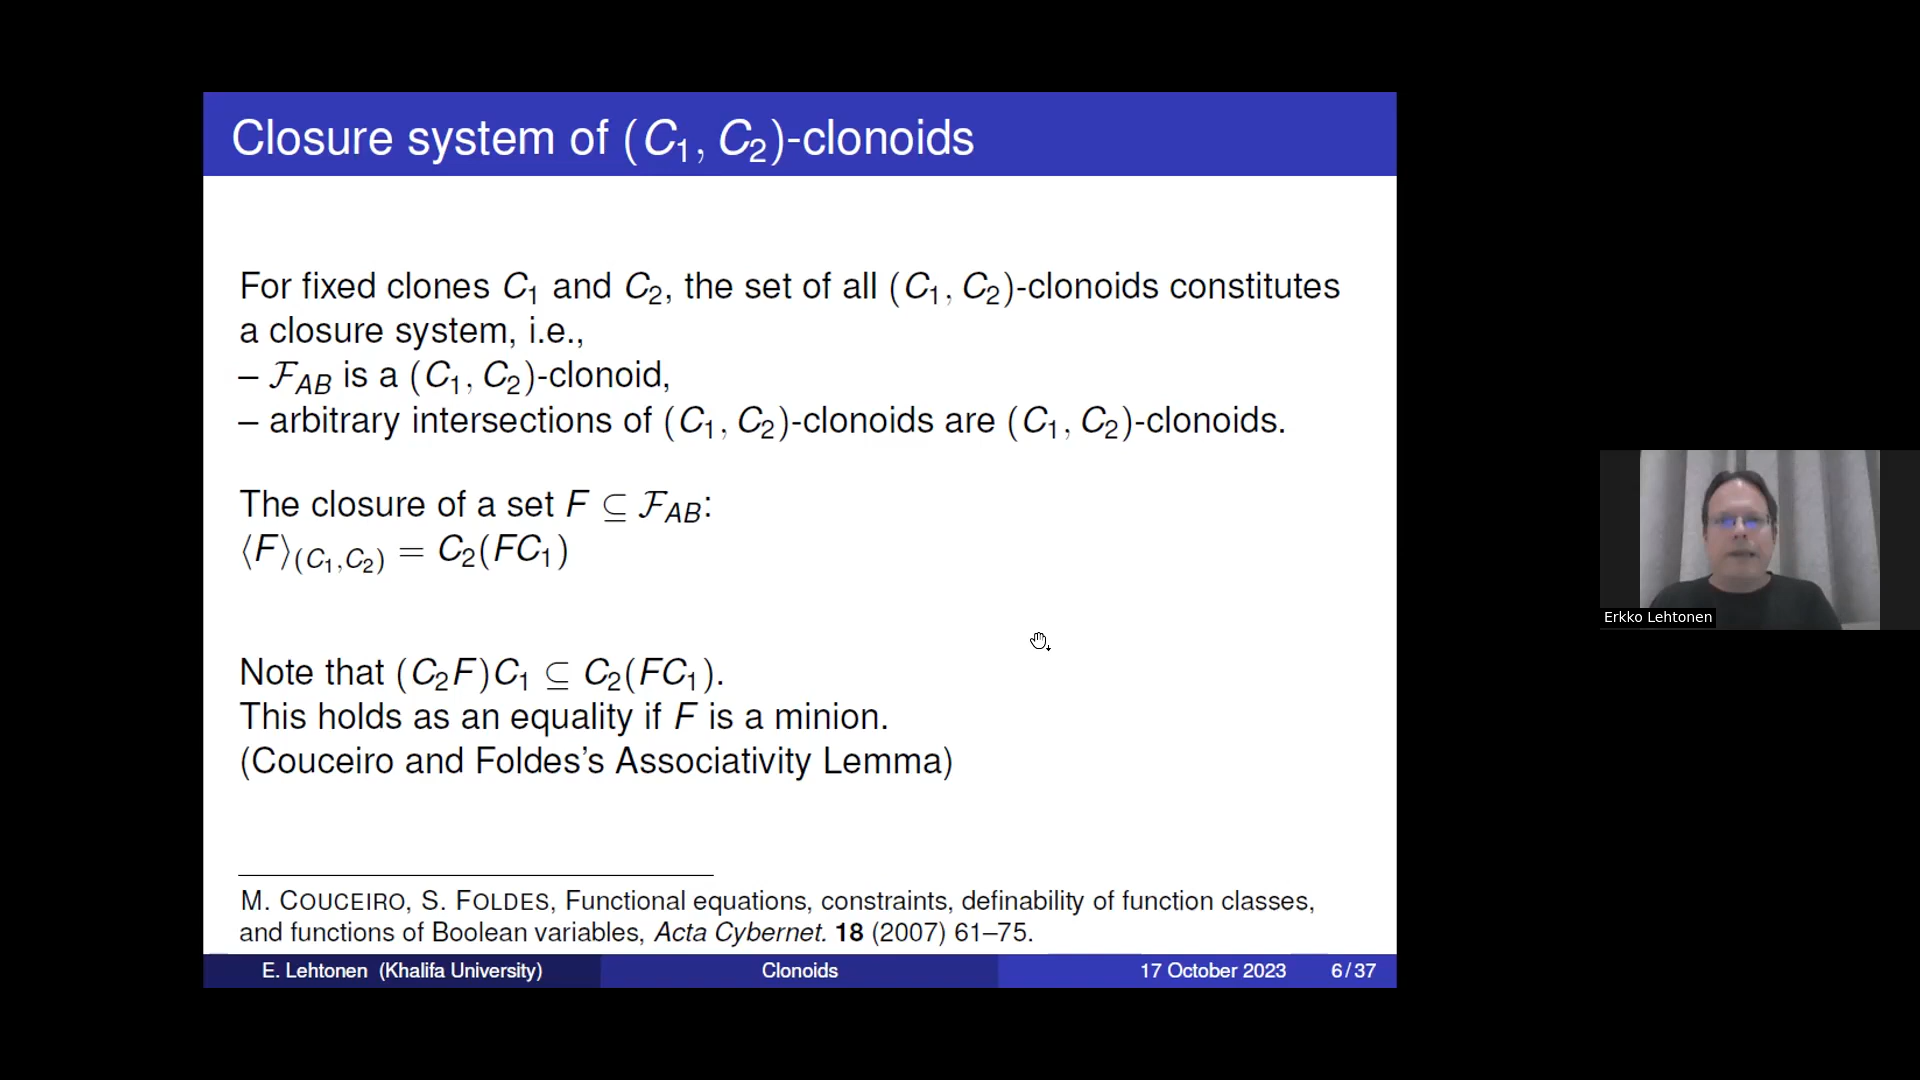 Closure system of (C₁, C₂)-clonoids
For fixed clones C₁ and C₂, the set of all (C₁, C₂)-clonoids constitutes
a closure system, i.e.,
– ℱ_AB is a (C₁, C₂)-clonoid,
– arbitrary intersections of (C₁, C₂)-clonoids are (C₁, C₂)-clonoids.
The closure of a set F ⊆ ℱ_AB:
⟨F⟩_(C₁,C₂) = C₂(FC₁)
Note that (C₂F)C₁ ⊆ C₂(FC₁).
This holds as an equality if F is a minion.
(Couceiro and Foldes's Associativity Lemma)
M. COUCEIRO, S. FOLDES, Functional equations, constraints, definability of function classes,
and functions of Boolean variables, Acta Cybernet. 18 (2007) 61–75.
E. Lehtonen (Khalifa University) Clonoids 17 October 2023 6 / 37
Erkko Lehtonen